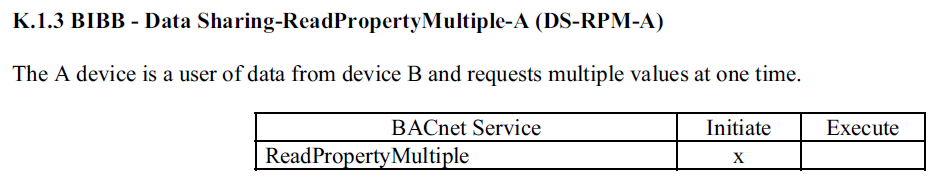 K.1.3 BIBB - Data Sharing-ReadPropertyMultiple-A (DS-RPM-A)
The A device is a user of data from device B and requests multiple values at one time.
BACnet Service Initiate Execute
ReadPropertyMultiple x